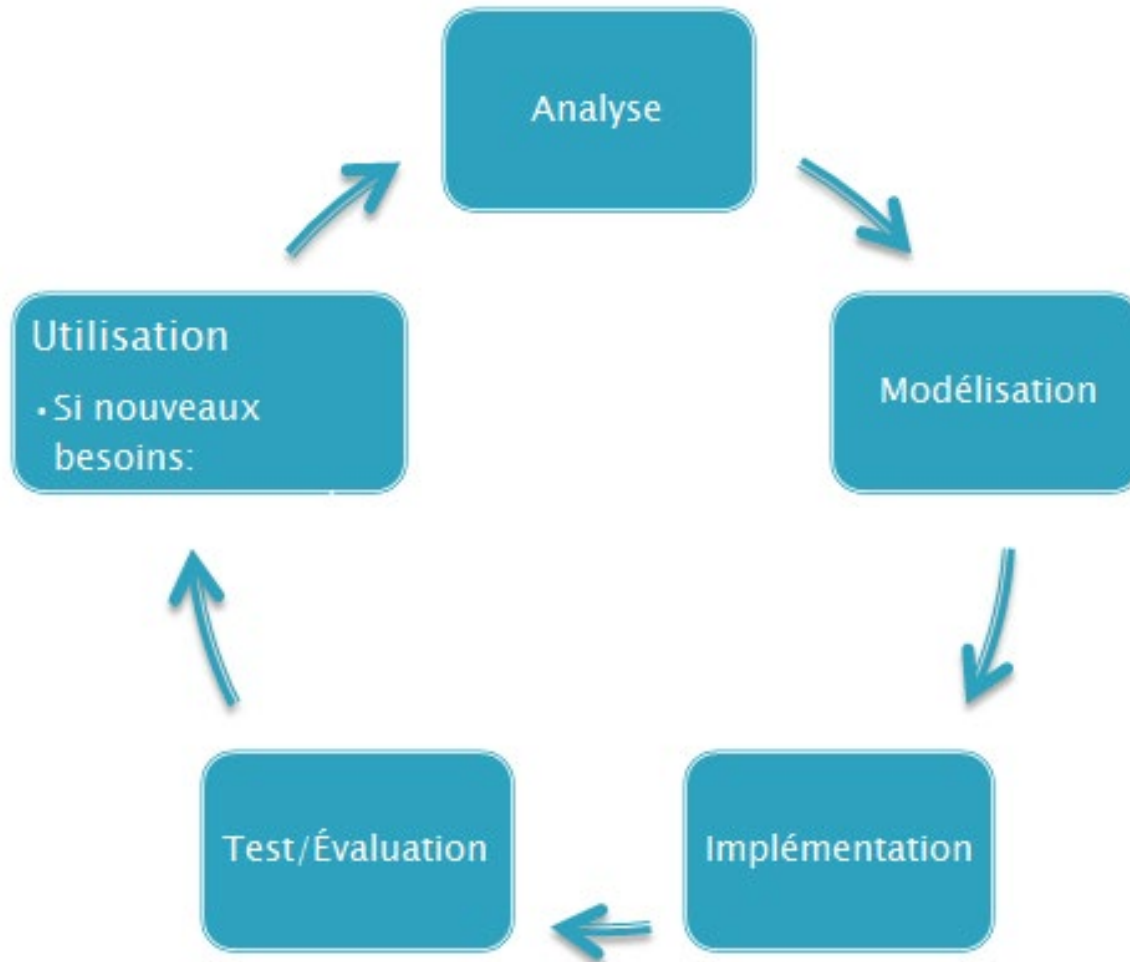 Analyse
Modélisation
Implémentation
Test/Évaluation
Utilisation
• Si nouveaux
besoins: